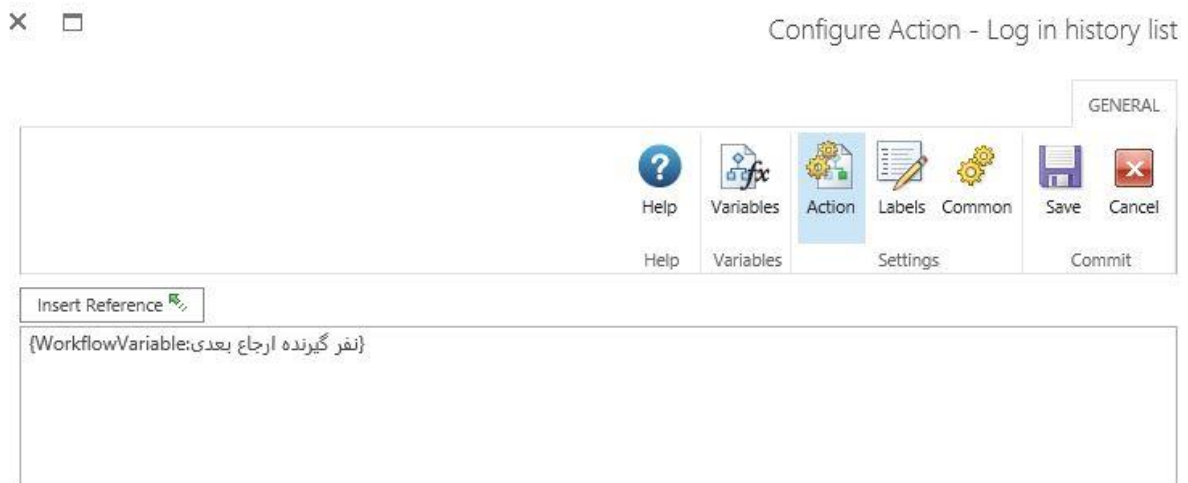 Configure Action - Log in history list
GENERAL
Help
Variables
Action
Labels
Common
Save
Cancel
Help
Variables
Settings
Commit
Insert Reference
{WorkflowVariable:نفر گیرنده ارجاع بعدی}